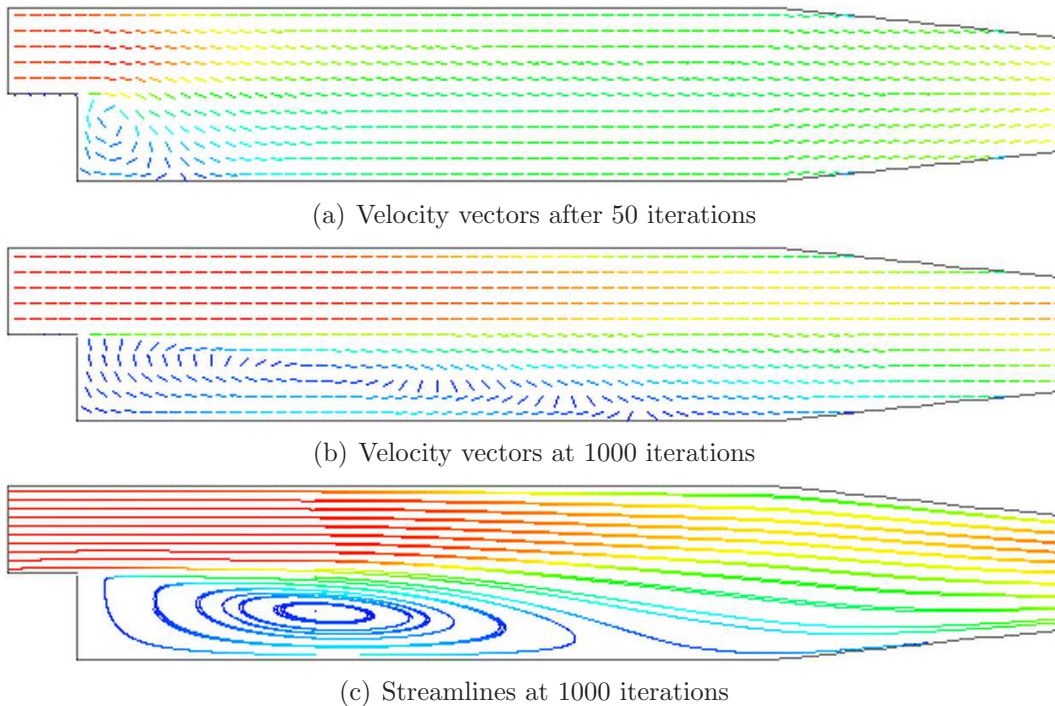 (a) Velocity vectors after 50 iterations
(b) Velocity vectors at 1000 iterations
(c) Streamlines at 1000 iterations